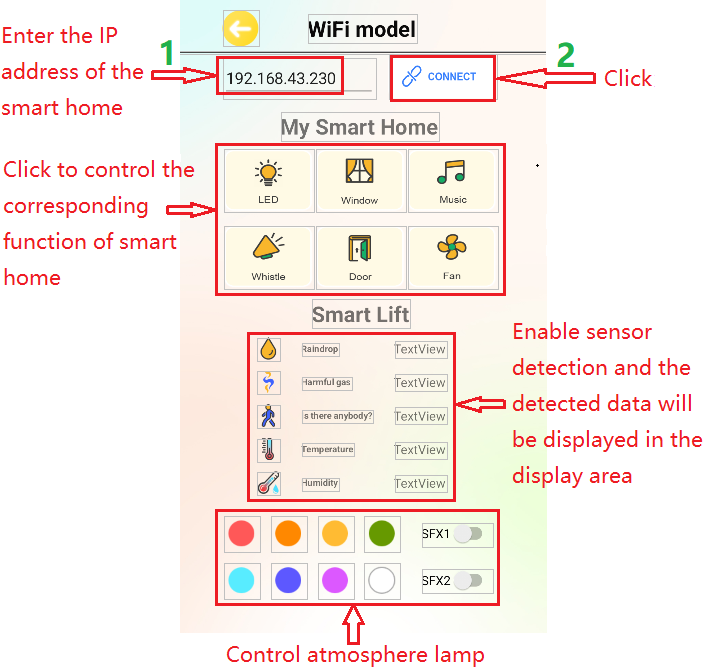 WiFi model
Enter the IP
address of the
smart home
1
192.168.43.230
CONNECT
2
Click
My Smart Home
Click to control the
corresponding
function of smart
home
LED
Window
Music
Whistle
Door
Fan
Smart Lift
Raindrop
TextView
Harmful gas
TextView
Is there anybody?
TextView
Temperature
TextView
Humidity
TextView
Enable sensor
detection and the
detected data will
be displayed in the
display area
SFX1
SFX2
Control atmosphere lamp